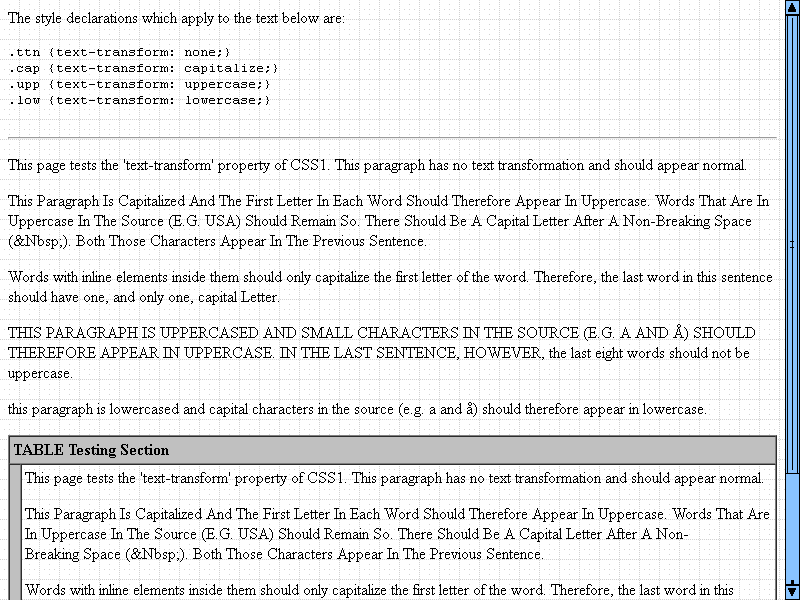 The style declarations which apply to the text below are:
.ttn {text-transform: none;}
.cap {text-transform: capitalize;}
.upp {text-transform: uppercase;}
.low {text-transform: lowercase;}
This page tests the 'text-transform' property of CSS1. This paragraph has no text transformation and should appear normal.
This Paragraph Is Capitalized And The First Letter In Each Word Should Therefore Appear In Uppercase. Words That Are In
Uppercase In The Source (E.G. USA) Should Remain So. There Should Be A Capital Letter After A Non-Breaking Space
(&Nbsp;). Both Those Characters Appear In The Previous Sentence.
Words with inline elements inside them should only capitalize the first letter of the word. Therefore, the last word in this sentence
should have one, and only one, capital Letter.
THIS PARAGRAPH IS UPPERCASED AND SMALL CHARACTERS IN THE SOURCE (E.G. A AND Å) SHOULD
THEREFORE APPEAR IN UPPERCASE. IN THE LAST SENTENCE, HOWEVER, the last eight words should not be
uppercase.
this paragraph is lowercased and capital characters in the source (e.g. a and å) should therefore appear in lowercase.
TABLE Testing Section
This page tests the 'text-transform' property of CSS1. This paragraph has no text transformation and should appear normal.
This Paragraph Is Capitalized And The First Letter In Each Word Should Therefore Appear In Uppercase. Words That Are
In Uppercase In The Source (E.G. USA) Should Remain So. There Should Be A Capital Letter After A Non-
Breaking Space (&Nbsp;). Both Those Characters Appear In The Previous Sentence.
Words with inline elements inside them should only capitalize the first letter of the word. Therefore, the last word in this